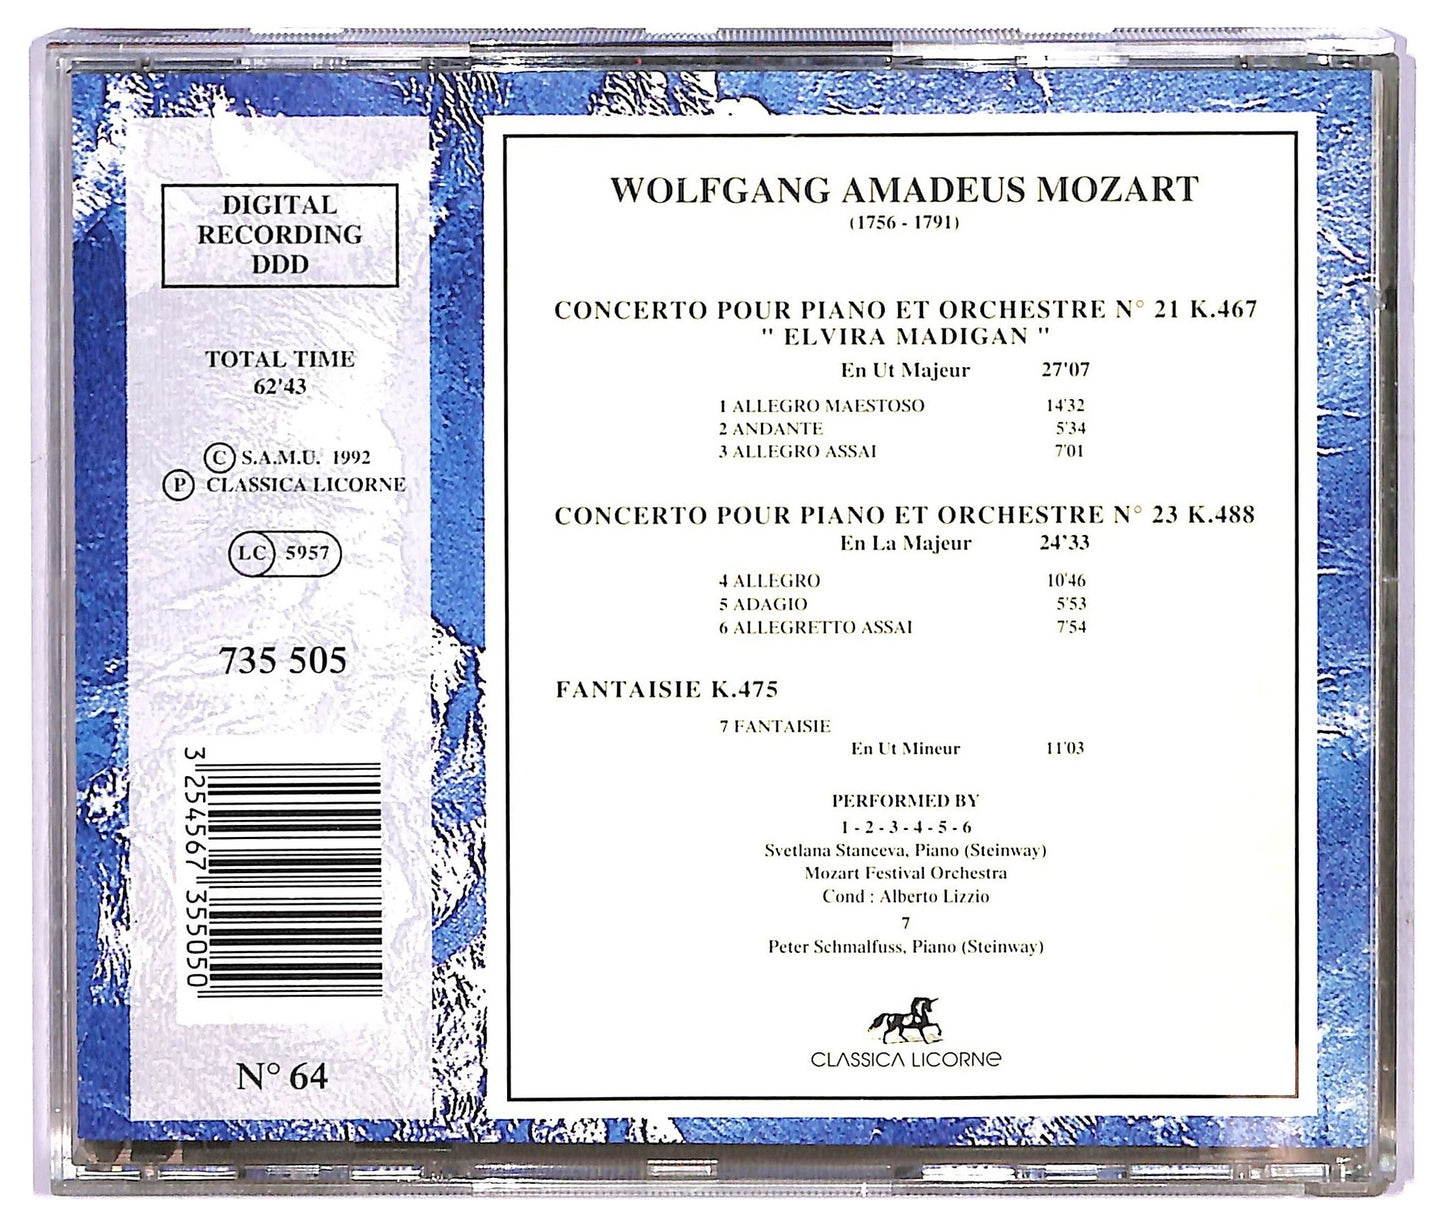 DIGITAL
RECORDING
DDD
TOTAL TIME
62'43
© S.A.M.U. 1992
Ⓟ CLASSICA LICORNE
LC 5957
735 505
3 254567 355050
N° 64
WOLFGANG AMADEUS MOZART
(1756 - 1791)
CONCERTO POUR PIANO ET ORCHESTRE N° 21 K.467
" ELVIRA MADIGAN "
En Ut Majeur 27'07
1 ALLEGRO MAESTOSO 14'32
2 ANDANTE 5'34
3 ALLEGRO ASSAI 7'01
CONCERTO POUR PIANO ET ORCHESTRE N° 23 K.488
En La Majeur 24'33
4 ALLEGRO 10'46
5 ADAGIO 5'53
6 ALLEGRETTO ASSAI 7'54
FANTAISIE K.475
7 FANTAISIE
En Ut Mineur 11'03
PERFORMED BY
1 - 2 - 3 - 4 - 5 - 6
Svetlana Stanceva, Piano (Steinway)
Mozart Festival Orchestra
Cond : Alberto Lizzio
7
Peter Schmalfuss, Piano (Steinway)
CLASSICA LICORNE